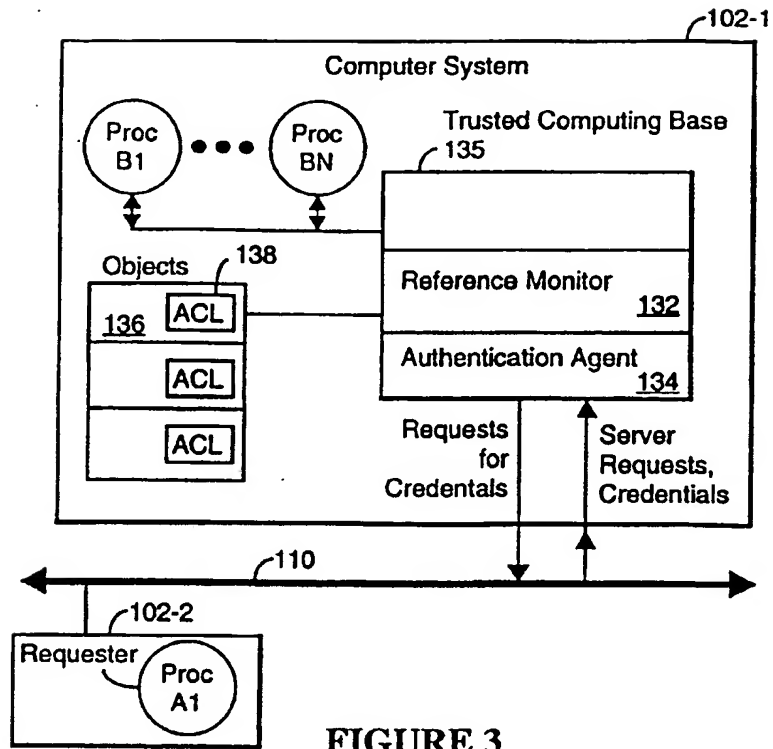 102-1
Computer System
Proc
B1
Proc
BN
Trusted Computing Base
135
Objects
138
136
ACL
ACL
ACL
Reference Monitor
132
Authentication Agent
134
Requests
for
Credentals
Server
Requests,
Credentials
110
102-2
Requester
Proc
A1
FIGURE 3